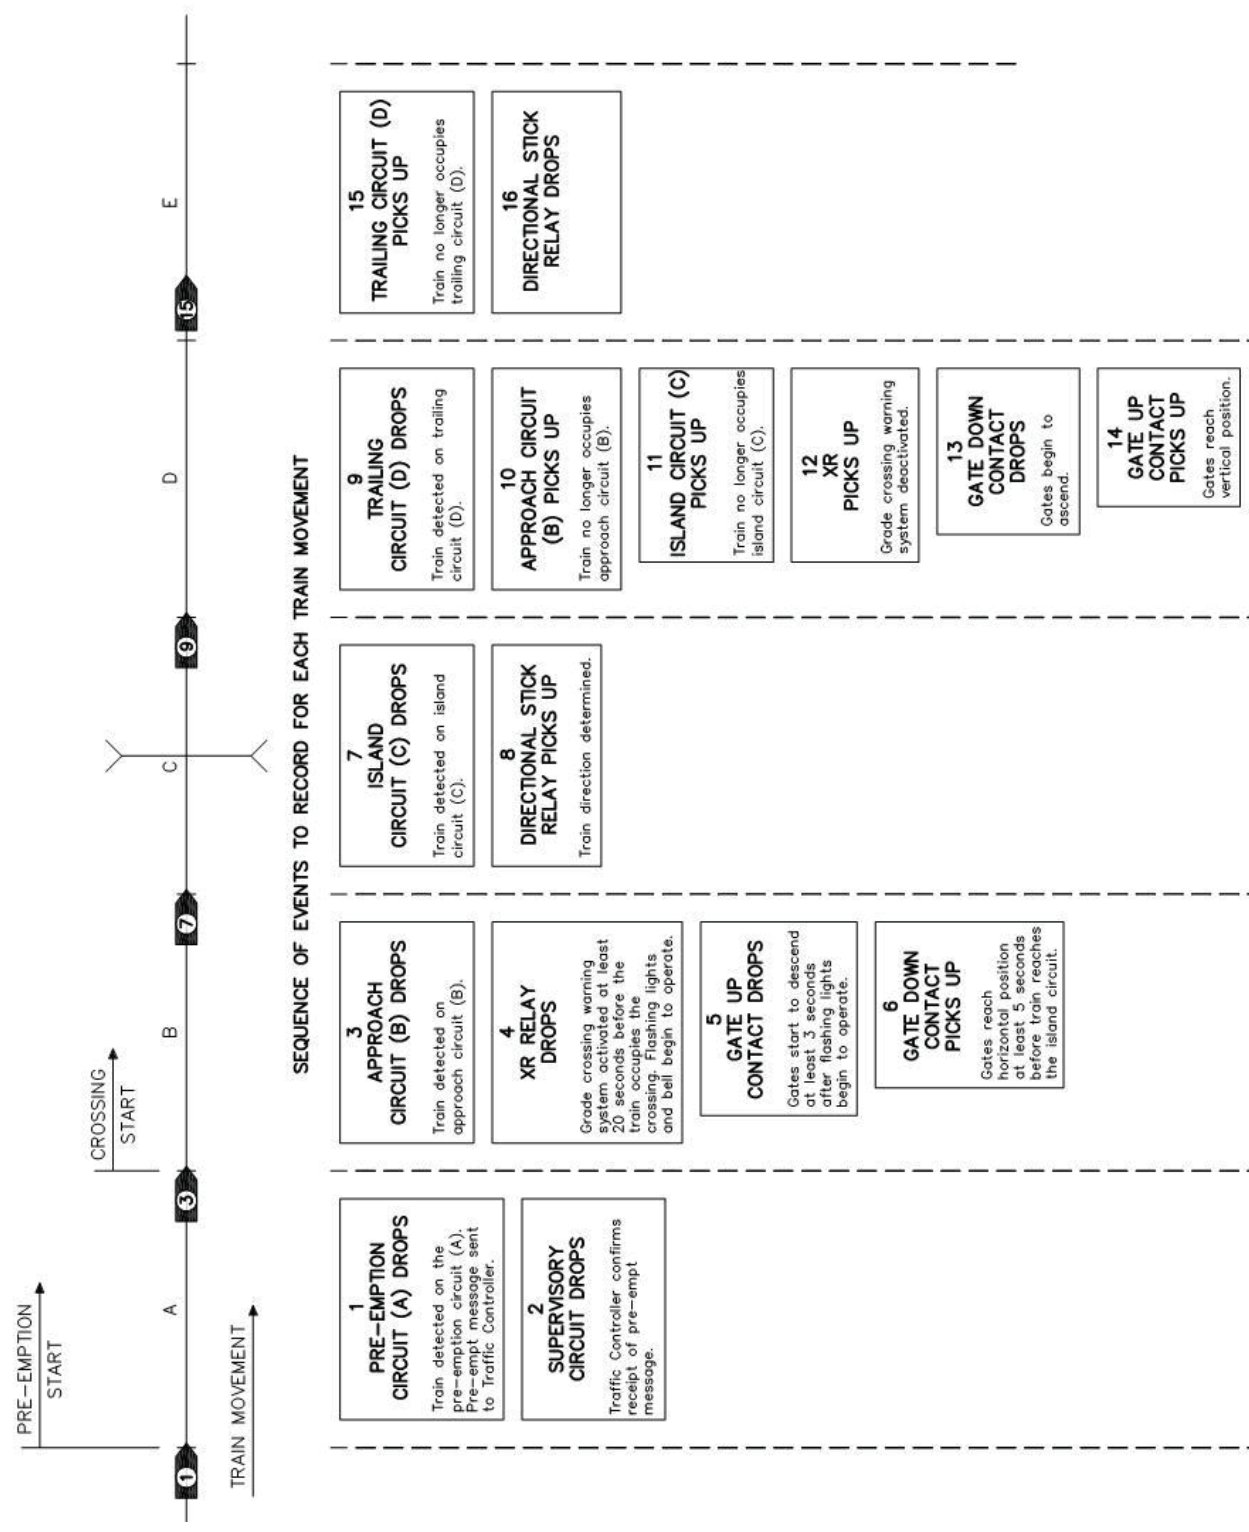 PRE-EMPTION
START
CROSSING
START
A
B
C
D
E
1
3
7
9
15
TRAIN MOVEMENT
SEQUENCE OF EVENTS TO RECORD FOR EACH TRAIN MOVEMENT
1
PRE-EMPTION
CIRCUIT (A) DROPS
Train detected on the
pre-emption circuit (A).
Pre-empt message sent
to Traffic Controller.
2
SUPERVISORY
CIRCUIT DROPS
Traffic Controller confirms
receipt of pre-empt
message.
3
APPROACH
CIRCUIT (B) DROPS
Train detected on
approach circuit (B).
4
XR RELAY
DROPS
Grade crossing warning
system activated at least
20 seconds before the
train occupies the
crossing. Flashing lights
and bell begin to operate.
5
GATE UP
CONTACT DROPS
Gates start to descend
at least 3 seconds
after flashing lights
begin to operate.
6
GATE DOWN
CONTACT
PICKS UP
Gates reach
horizontal position
at least 5 seconds
before train reaches
the island circuit.
7
ISLAND
CIRCUIT (C) DROPS
Train detected on island
circuit (C).
8
DIRECTIONAL STICK
RELAY PICKS UP
Train direction determined.
9
TRAILING
CIRCUIT (D) DROPS
Train detected on trailing
circuit (D).
10
APPROACH CIRCUIT
(B) PICKS UP
Train no longer occupies
approach circuit (B).
11
ISLAND CIRCUIT (C)
PICKS UP
Train no longer occupies
island circuit (C).
12
XR
PICKS UP
Grade crossing warning
system deactivated.
13
GATE DOWN
CONTACT
DROPS
Gates begin to
ascend.
14
GATE UP
CONTACT
PICKS UP
Gates reach
vertical position.
15
TRAILING CIRCUIT (D)
PICKS UP
Train no longer occupies
trailing circuit (D).
16
DIRECTIONAL STICK
RELAY DROPS